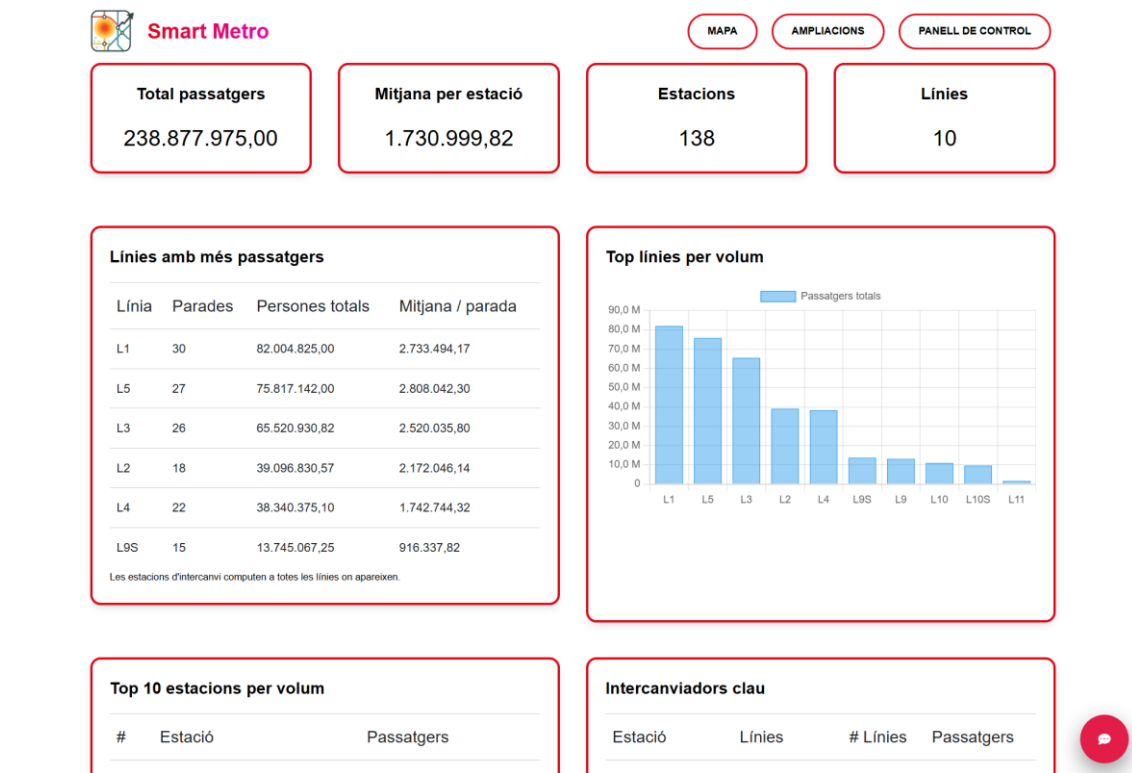 Smart Metro
MAPA
AMPLIACIONS
PANELL DE CONTROL
Total passatgers
238.877.975,00
Mitjana per estació
1.730.999,82
Estacions
138
Línies
10
Línies amb més passatgers
Línia Parades Persones totals Mitjana / parada
L1 30 82.004.825,00 2.733.494,17
L5 27 75.817.142,00 2.808.042,30
L3 26 65.520.930,82 2.520.035,80
L2 18 39.096.830,57 2.172.046,14
L4 22 38.340.375,10 1.742.744,32
L9S 15 13.745.067,25 916.337,82
Les estacions d'intercanvi computen a totes les línies on apareixen.
Top línies per volum
Passatgers totals
90,0 M
80,0 M
70,0 M
60,0 M
50,0 M
40,0 M
30,0 M
20,0 M
10,0 M
0
L1 L5 L3 L2 L4 L9S L9 L10 L10S L11
Top 10 estacions per volum
# Estació Passatgers
Intercanviadors clau
Estació Línies # Línies Passatgers